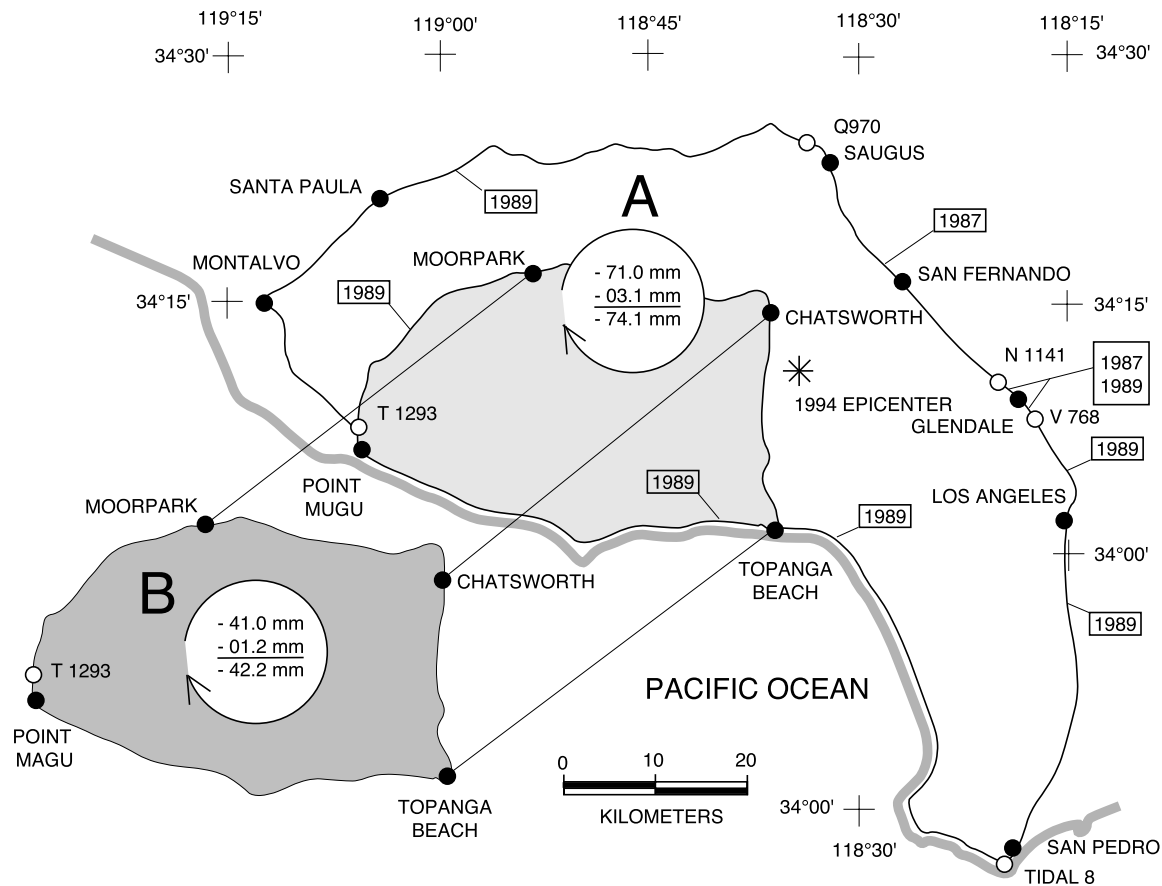 119°15'
119°00'
118°45'
118°30'
118°15'
34°30'
34°30'
Q970
SAUGUS
SANTA PAULA
1989
A
1987
MONTALVO
MOORPARK
- 71.0 mm
- 03.1 mm
- 74.1 mm
SAN FERNANDO
1989
34°15'
34°15'
CHATSWORTH
N 1141
1987
1989
1994 EPICENTER
T 1293
V 768
GLENDALE
1989
POINT
MUGU
1989
LOS ANGELES
MOORPARK
1989
34°00'
TOPANGA
BEACH
CHATSWORTH
B
- 41.0 mm
- 01.2 mm
- 42.2 mm
1989
T 1293
PACIFIC OCEAN
POINT
MAGU
0
10
20
KILOMETERS
TOPANGA
BEACH
34°00'
118°30'
SAN PEDRO
TIDAL 8